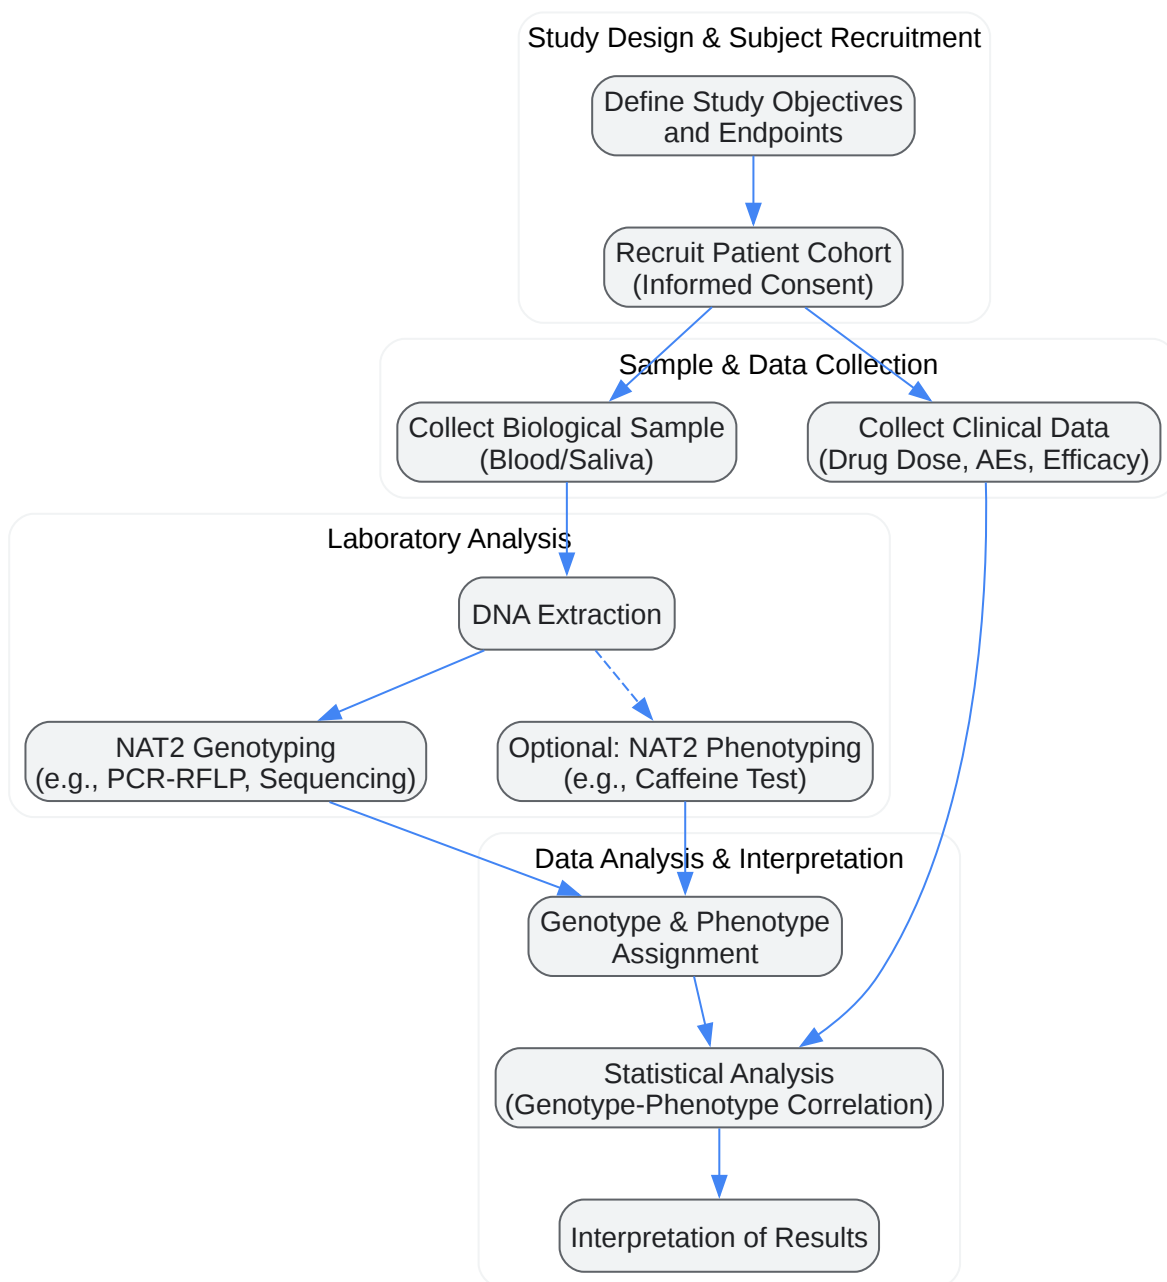 Study Design & Subject Recruitment
Define Study Objectives
and Endpoints
Recruit Patient Cohort
(Informed Consent)
Sample & Data Collection
Collect Biological Sample
(Blood/Saliva)
Collect Clinical Data
(Drug Dose, AEs, Efficacy)
Laboratory Analysis
DNA Extraction
NAT2 Genotyping
(e.g., PCR-RFLP, Sequencing)
Optional: NAT2 Phenotyping
(e.g., Caffeine Test)
Data Analysis & Interpretation
Genotype & Phenotype
Assignment
Statistical Analysis
(Genotype-Phenotype Correlation)
Interpretation of Results